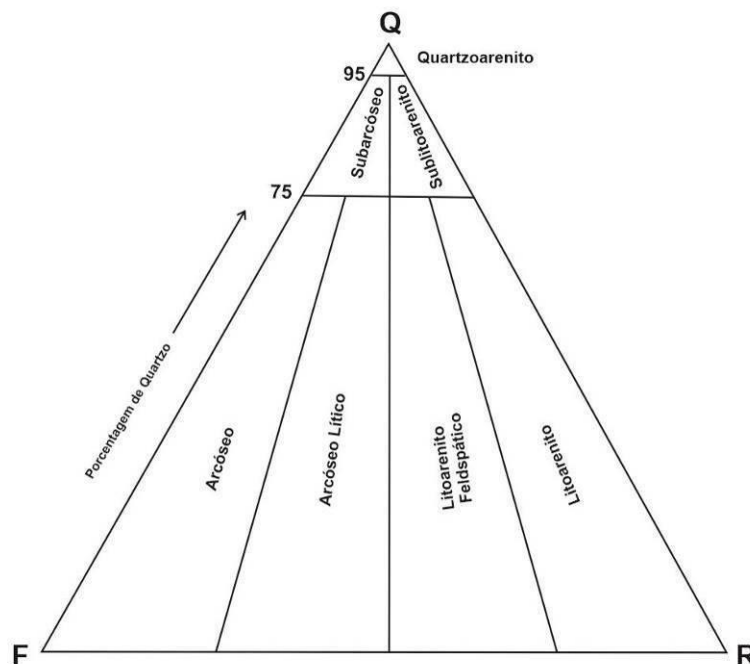 Q
Quartzoarenito
95
Subarcóseo
Sublitoarenito
75
Porcentagem de Quartzo
Arcóseo
Arcóseo Lítico
Litoarenito
Feldspático
Litoarenito
F
R